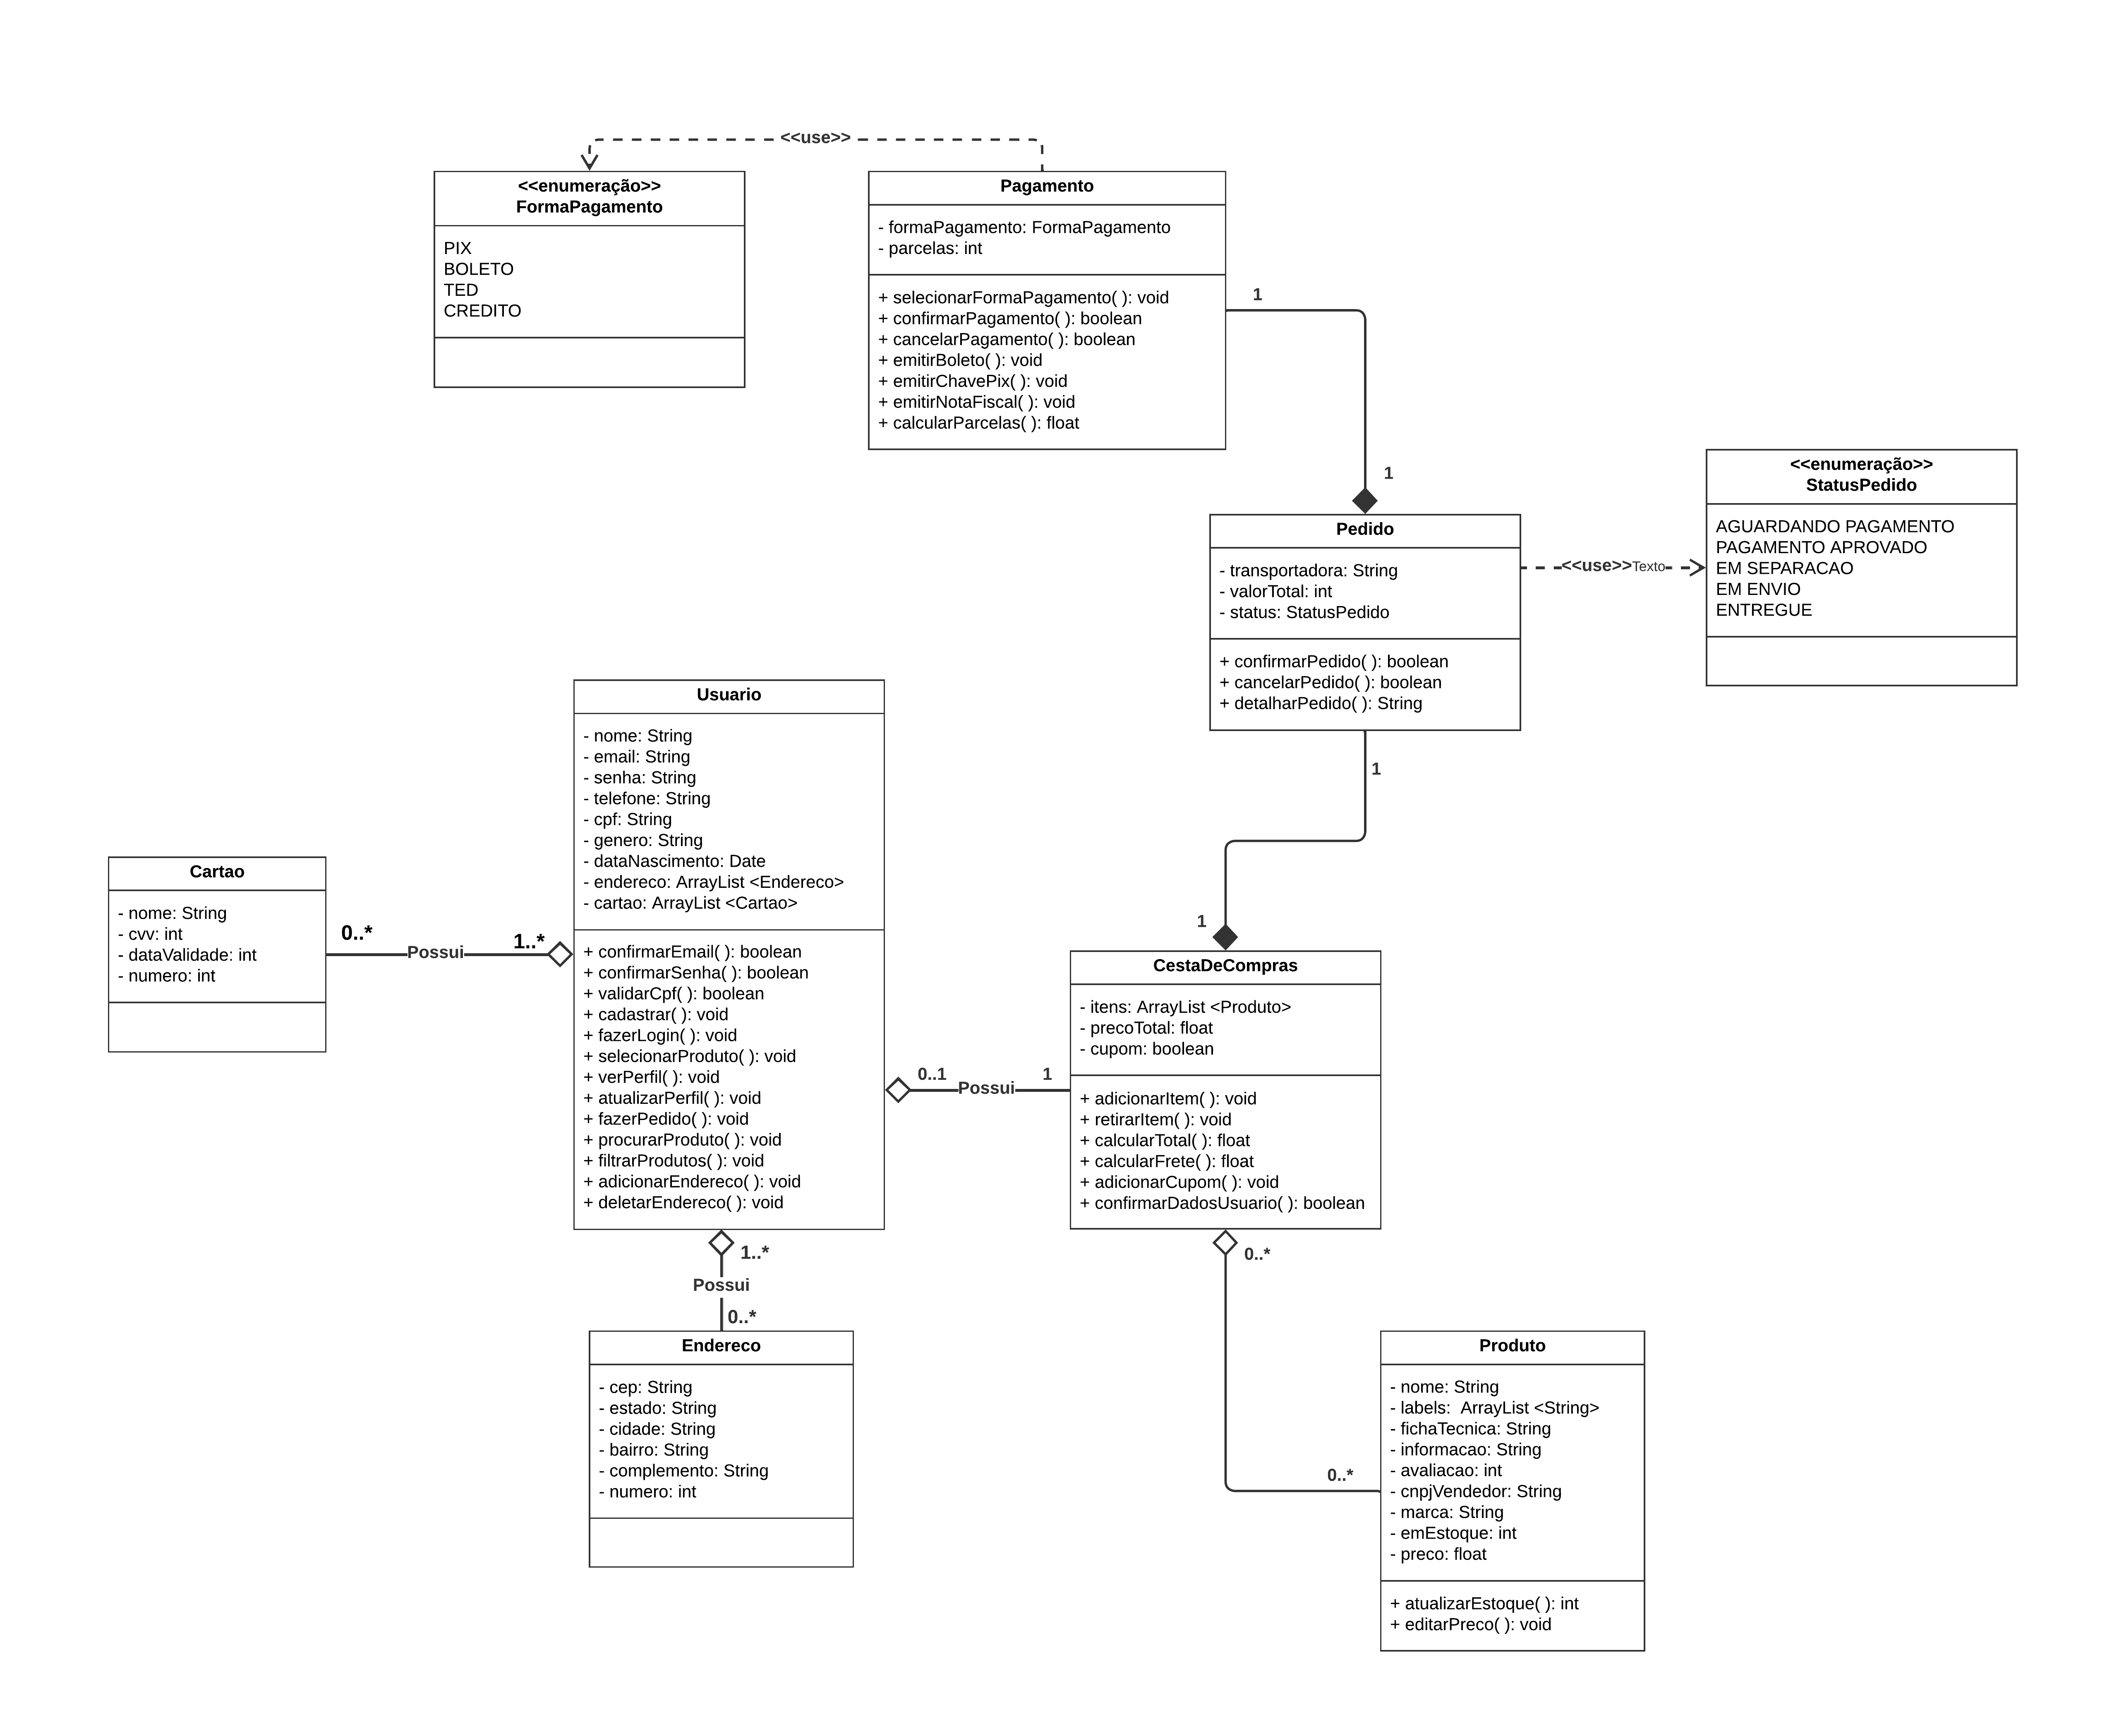 <<use>>
<<enumeração>>
FormaPagamento
PIX
BOLETO
TED
CREDITO
Pagamento
- formaPagamento: FormaPagamento
- parcelas: int
+ selecionarFormaPagamento( ): void
+ confirmarPagamento( ): boolean
+ cancelarPagamento( ): boolean
+ emitirBoleto( ): void
+ emitirChavePix( ): void
+ emitirNotaFiscal( ): void
+ calcularParcelas( ): float
1
1
Pedido
- transportadora: String
- valorTotal: int
- status: StatusPedido
+ confirmarPedido( ): boolean
+ cancelarPedido( ): boolean
+ detalharPedido( ): String
<<use>>Texto
<<enumeração>>
StatusPedido
AGUARDANDO PAGAMENTO
PAGAMENTO APROVADO
EM SEPARACAO
EM ENVIO
ENTREGUE
1
1
Usuario
- nome: String
- email: String
- senha: String
- telefone: String
- cpf: String
- genero: String
- dataNascimento: Date
- endereco: ArrayList <Endereco>
- cartao: ArrayList <Cartao>
+ confirmarEmail( ): boolean
+ confirmarSenha( ): boolean
+ validarCpf( ): boolean
+ cadastrar( ): void
+ fazerLogin( ): void
+ selecionarProduto( ): void
+ verPerfil( ): void
+ atualizarPerfil( ): void
+ fazerPedido( ): void
+ procurarProduto( ): void
+ filtrarProdutos( ): void
+ adicionarEndereco( ): void
+ deletarEndereco( ): void
Cartao
- nome: String
- cvv: int
- dataValidade: int
- numero: int
0..*
Possui
1..*
CestaDeCompras
- itens: ArrayList <Produto>
- precoTotal: float
- cupom: boolean
+ adicionarItem( ): void
+ retirarItem( ): void
+ calcularTotal( ): float
+ calcularFrete( ): float
+ adicionarCupom( ): void
+ confirmarDadosUsuario( ): boolean
0..1
Possui
1
1..*
Possui
0..*
Endereco
- cep: String
- estado: String
- cidade: String
- bairro: String
- complemento: String
- numero: int
0..*
0..*
Produto
- nome: String
- labels:  ArrayList <String>
- fichaTecnica: String
- informacao: String
- avaliacao: int
- cnpjVendedor: String
- marca: String
- emEstoque: int
- preco: float
+ atualizarEstoque( ): int
+ editarPreco( ): void